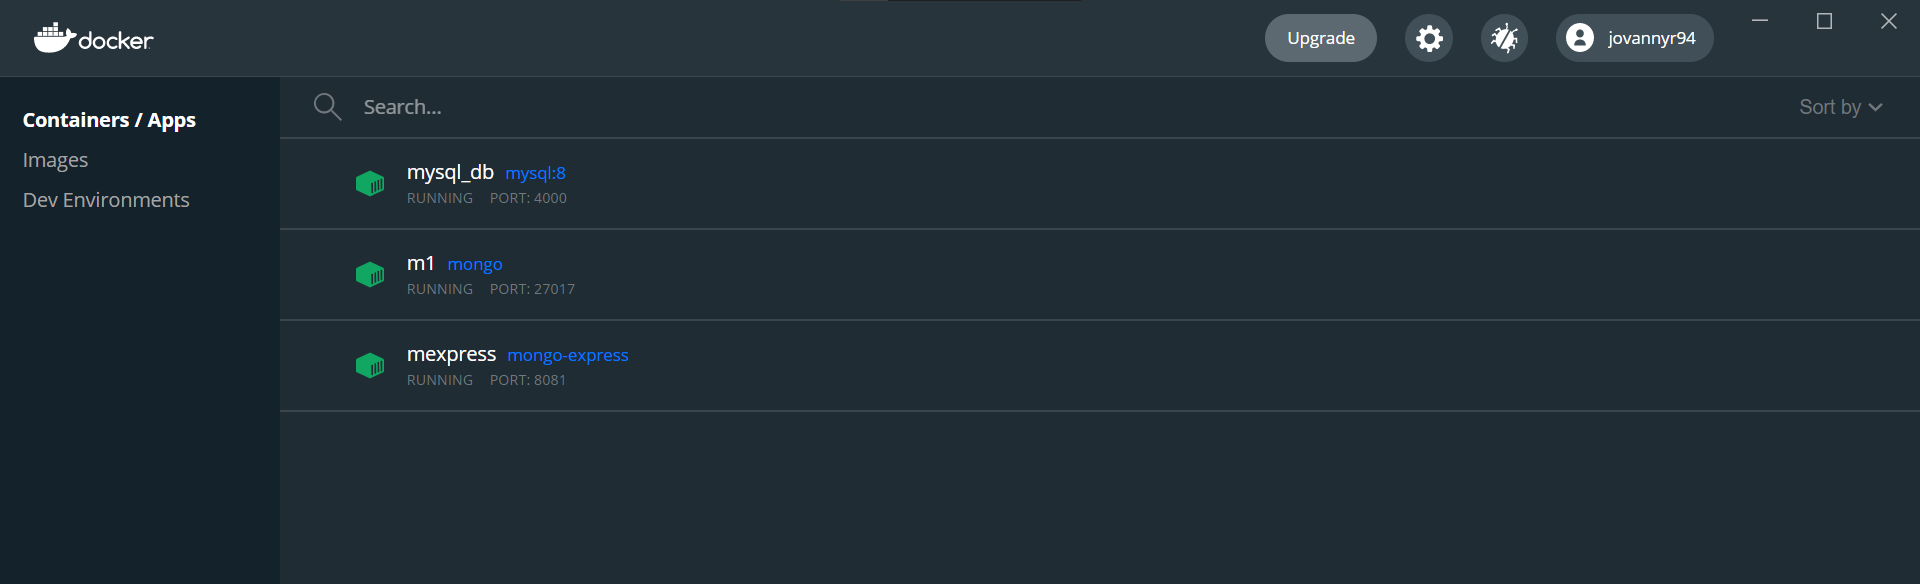 docker
Upgrade
jovannyr94
Containers / Apps
Images
Dev Environments
Search...
Sort by
mysql_db mysql:8
RUNNING PORT: 4000
m1 mongo
RUNNING PORT: 27017
mexpress mongo-express
RUNNING PORT: 8081